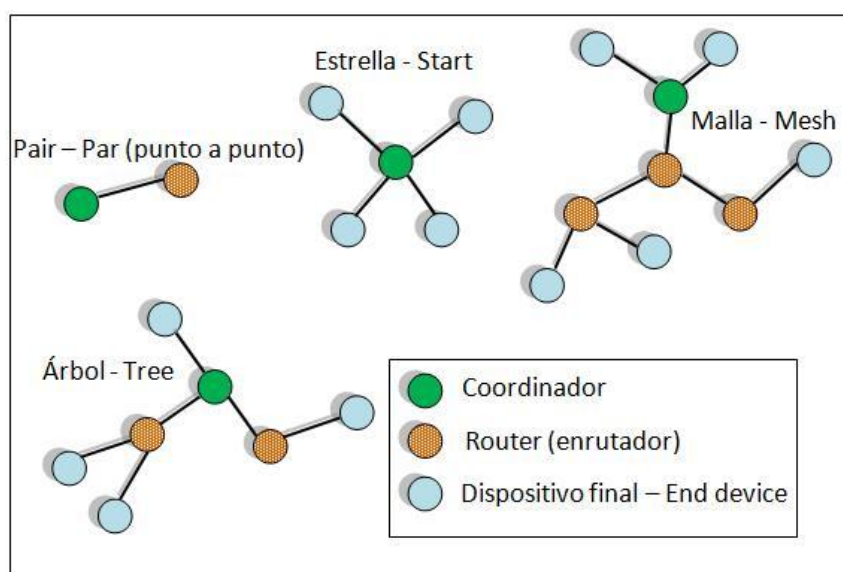 Estrella - Start
Malla - Mesh
Pair – Par (punto a punto)
Árbol - Tree
Coordinador
Router (enrutador)
Dispositivo final – End device